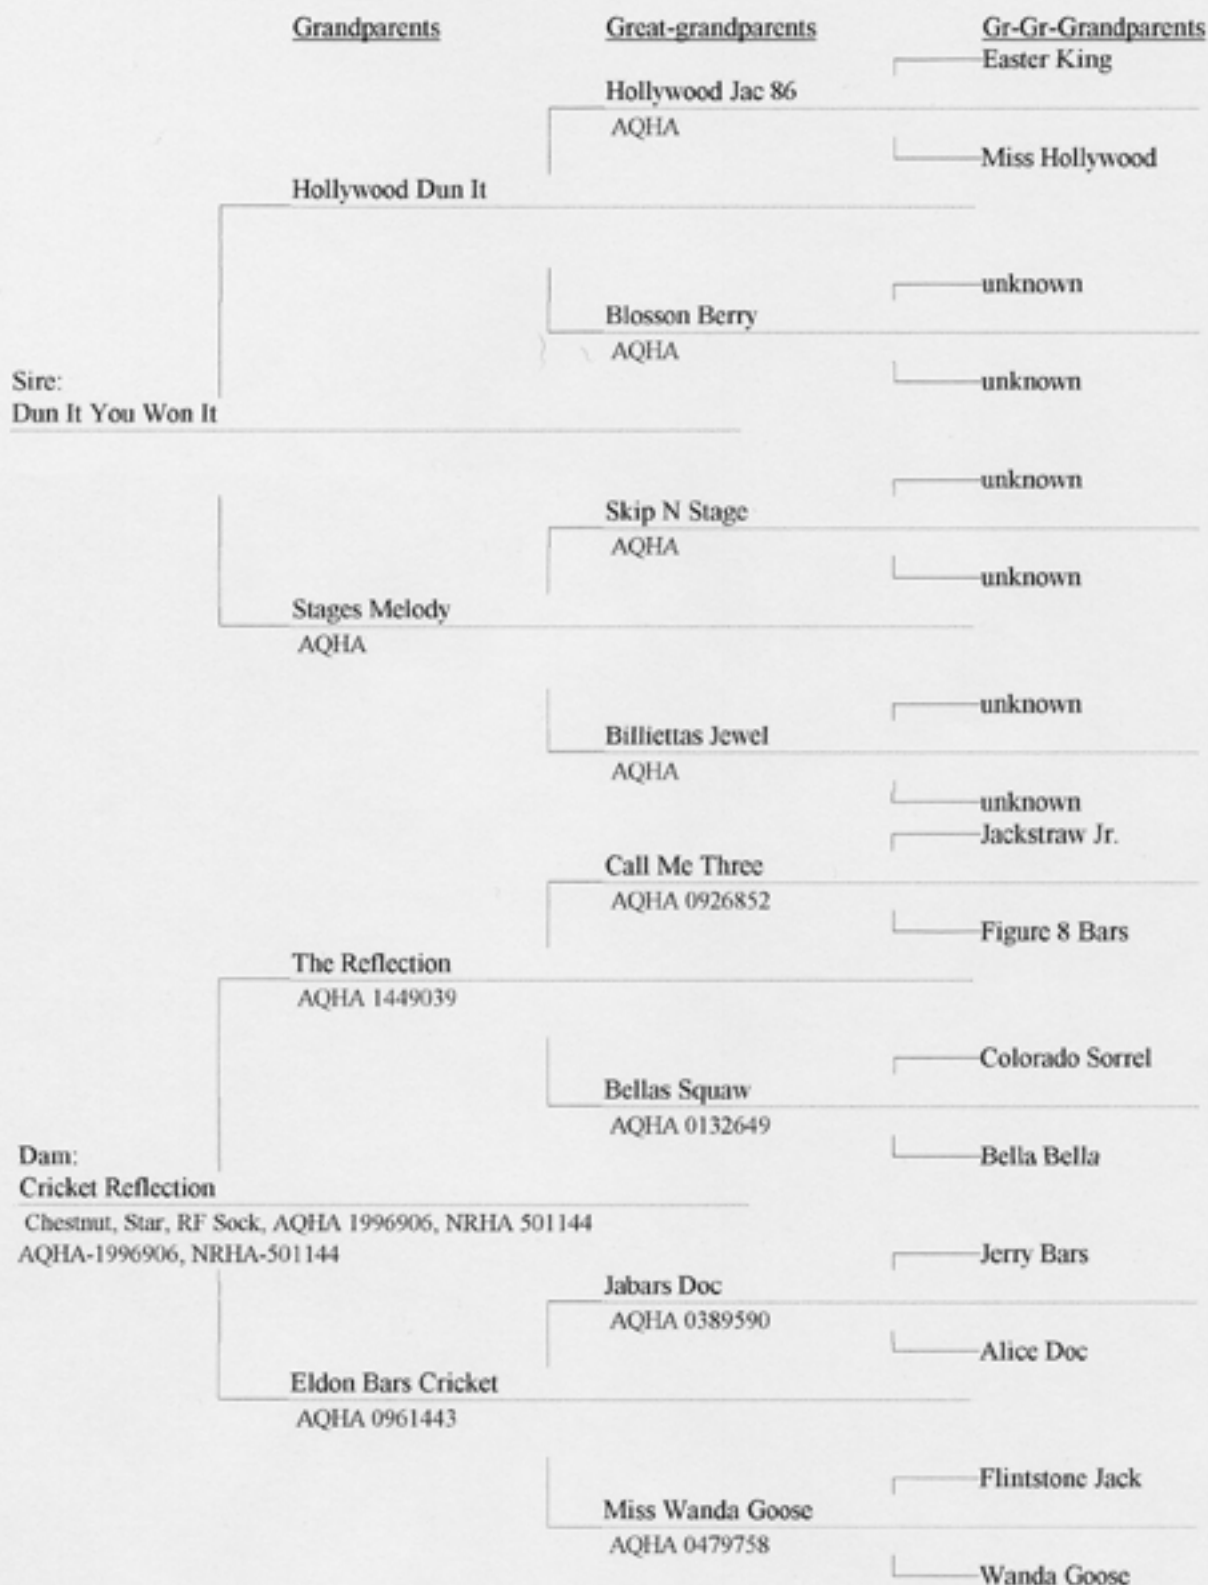 Grandparents Great-grandparents Gr-Gr-Grandparents
Easter King
Hollywood Jac 86
AQHA
Miss Hollywood
Hollywood Dun It
unknown
Blosson Berry
AQHA
unknown
Sire:
Dun It You Won It
unknown
Skip N Stage
AQHA
unknown
Stages Melody
AQHA
unknown
Billiettas Jewel
AQHA
unknown
Jackstraw Jr.
Call Me Three
AQHA 0926852
Figure 8 Bars
The Reflection
AQHA 1449039
Colorado Sorrel
Bellas Squaw
AQHA 0132649
Bella Bella
Dam:
Cricket Reflection
Chestnut, Star, RF Sock, AQHA 1996906, NRHA 501144
AQHA-1996906, NRHA-501144
Jerry Bars
Jabars Doc
AQHA 0389590
Alice Doc
Eldon Bars Cricket
AQHA 0961443
Flintstone Jack
Miss Wanda Goose
AQHA 0479758
Wanda Goose